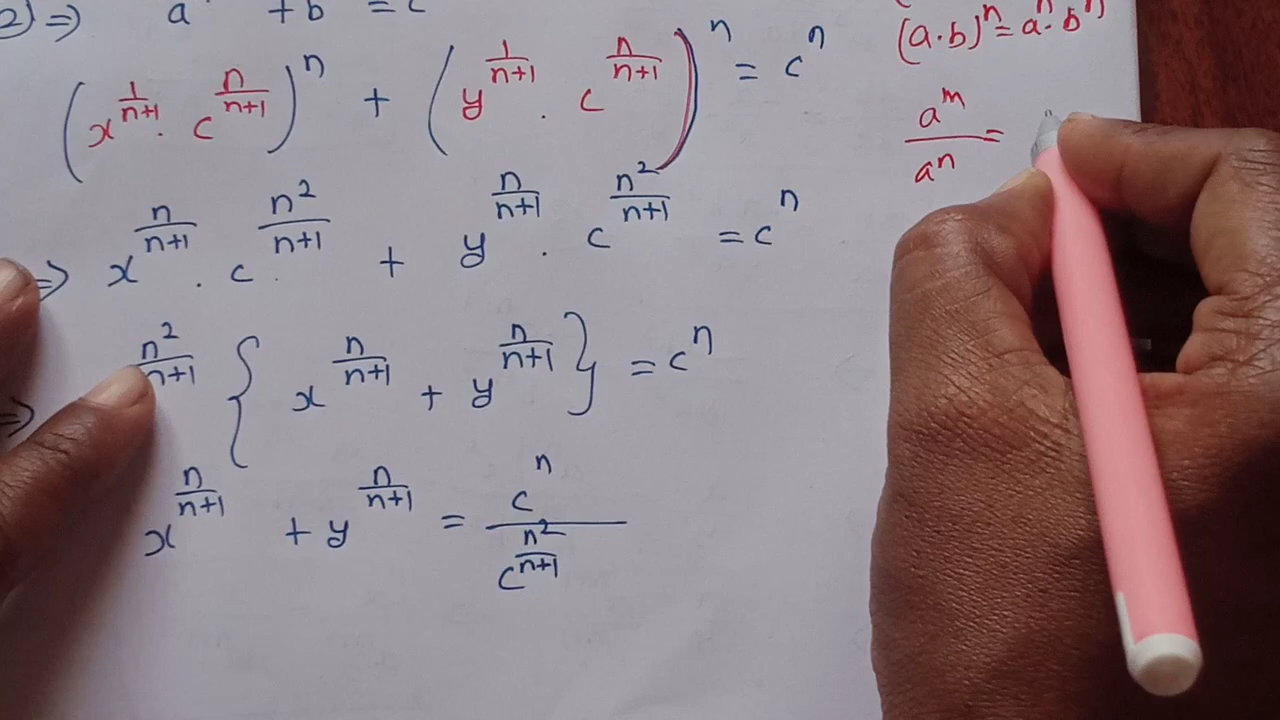 2) ⇒ a + b = c
(x^{1/(n+1)} . c^{n/(n+1)})^n + (y^{1/(n+1)} . c^{n/(n+1)})^n = c^n
⇒ x^{n/(n+1)} . c^{n²/(n+1)} + y^{n/(n+1)} . c^{n²/(n+1)} = c^n
⇒ ^{n²/(n+1)} { x^{n/(n+1)} + y^{n/(n+1)} } = c^n
x^{n/(n+1)} + y^{n/(n+1)} = c^n / c^{n²/(n+1)}
(a·b)^n = a^n · b^n
a^m / a^n =